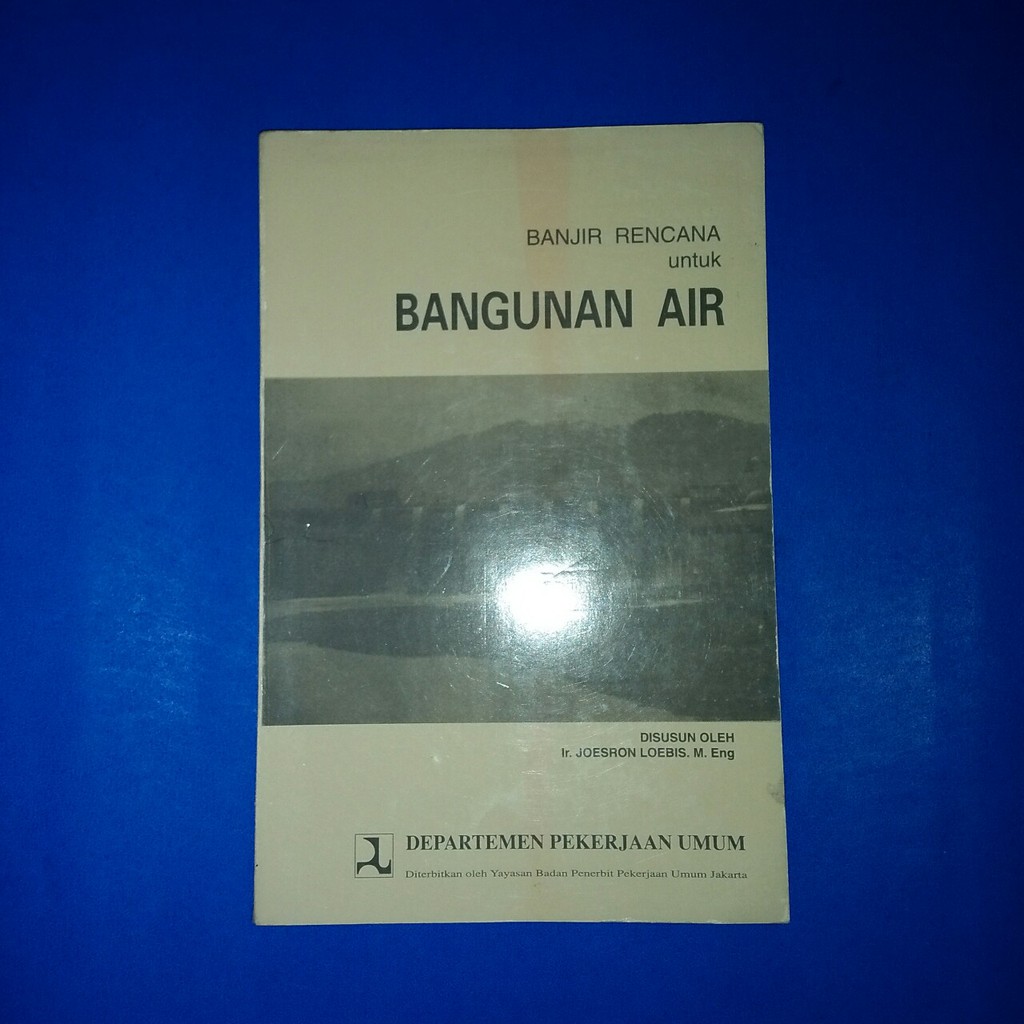 BANJIR RENCANA
untuk
BANGUNAN AIR
DISUSUN OLEH
Ir. JOESRON LOEBIS. M. Eng
DEPARTEMEN PEKERJAAN UMUM
Diterbitkan oleh Yayasan Badan Penerbit Pekerjaan Umum Jakarta